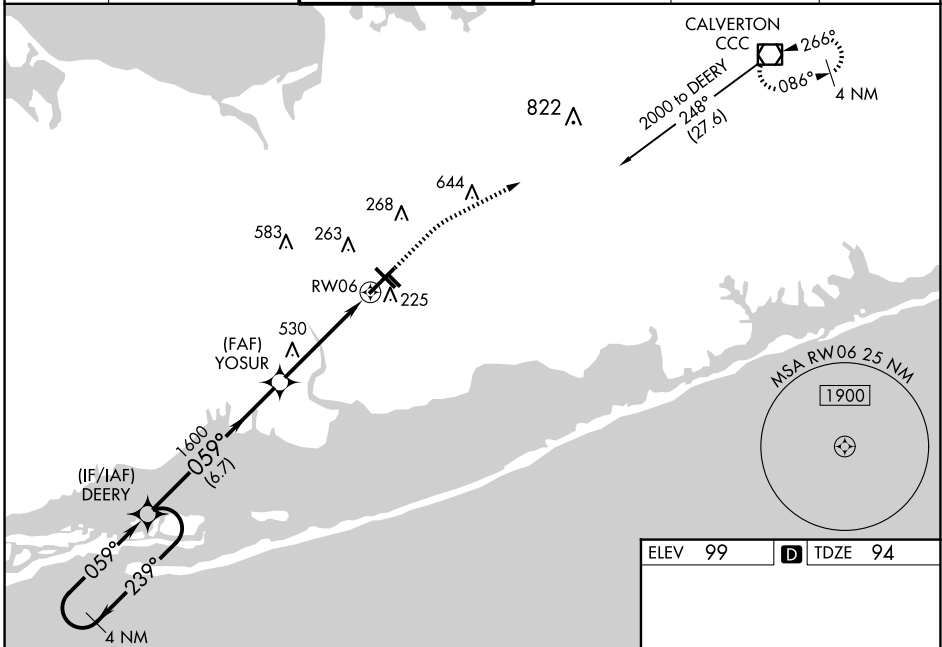 CALVERTON
CCC
266°
086°
4 NM
2000 to DEERY
248°
(27.6)
822
644
268
583
263
RW06
225
530
(FAF)
YOSUR
1600
059°
(6.7)
(IF/IAF)
DEERY
059°
239°
4 NM
MSA RW06 25 NM
1900
ELEV 99 D TDZE 94